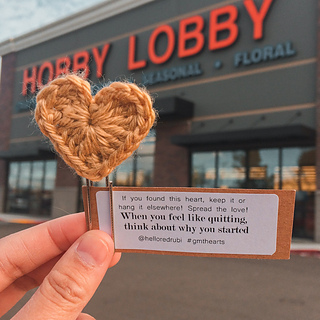 HOBBY LOBBY
SEASONAL • FLORAL
If you found this heart, keep it or
hang it elsewhere! Spread the love!
When you feel like quitting,
think about why you started
@helloredrubi #gmthearts